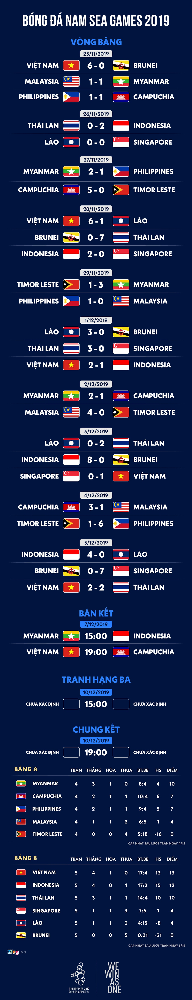 BÓNG ĐÁ NAM SEA GAMES 2019
VÒNG BẢNG
25/11/2019
VIỆT NAM 6 - 0 BRUNEI
MALAYSIA 1 - 1 MYANMAR
PHILIPPINES 1 - 1 CAMPUCHIA
26/11/2019
THÁI LAN 0 - 2 INDONESIA
LÀO 0 - 0 SINGAPORE
27/11/2019
MYANMAR 2 - 1 PHILIPPINES
CAMPUCHIA 5 - 0 TIMOR LESTE
28/11/2019
VIỆT NAM 6 - 1 LÀO
BRUNEI 0 - 7 THÁI LAN
INDONESIA 2 - 0 SINGAPORE
29/11/2019
TIMOR LESTE 1 - 3 MYANMAR
PHILIPPINES 1 - 0 MALAYSIA
1/12/2019
LÀO 3 - 0 BRUNEI
THÁI LAN 3 - 0 SINGAPORE
VIỆT NAM 2 - 1 INDONESIA
2/12/2019
MYANMAR 2 - 1 CAMPUCHIA
MALAYSIA 4 - 0 TIMOR LESTE
3/12/2019
LÀO 0 - 2 THÁI LAN
INDONESIA 8 - 0 BRUNEI
SINGAPORE 0 - 1 VIỆT NAM
4/12/2019
CAMPUCHIA 3 - 1 MALAYSIA
TIMOR LESTE 1 - 6 PHILIPPINES
5/12/2019
INDONESIA 4 - 0 LÀO
BRUNEI 0 - 7 SINGAPORE
VIỆT NAM 2 - 2 THÁI LAN
BÁN KẾT
7/12/2019
MYANMAR 15:00 INDONESIA
VIỆT NAM 19:00 CAMPUCHIA
TRANH HẠNG BA
10/12/2019
CHƯA XÁC ĐỊNH 15:00 CHƯA XÁC ĐỊNH
CHUNG KẾT
10/12/2019
CHƯA XÁC ĐỊNH 19:00 CHƯA XÁC ĐỊNH
BẢNG A TRẬN THẮNG HÒA THUA BT:BB HS ĐIỂM
MYANMAR 4 3 1 0 8:4 4 10
CAMPUCHIA 4 2 1 1 10:4 6 7
PHILIPPINES 4 2 1 1 9:4 5 7
MALAYSIA 4 1 1 2 6:5 1 4
TIMOR LESTE 4 0 0 4 2:18 -16 0
CẬP NHẬT SAU LƯỢT TRẬN NGÀY 4/12
BẢNG B TRẬN THẮNG HÒA THUA BT:BB HS ĐIỂM
VIỆT NAM 5 4 1 0 17:4 13 13
INDONESIA 5 4 0 1 17:2 15 12
THÁI LAN 5 3 1 1 14:4 10 10
SINGAPORE 5 1 1 3 7:6 1 4
LÀO 5 1 1 3 4:12 -8 4
BRUNEI 5 0 0 5 0:31 -31 0
CẬP NHẬT SAU LƯỢT TRẬN NGÀY 5/12
Zing.vn
PHILIPPINES 2019
30TH SEA GAMES
WE
WIN
AS
ONE